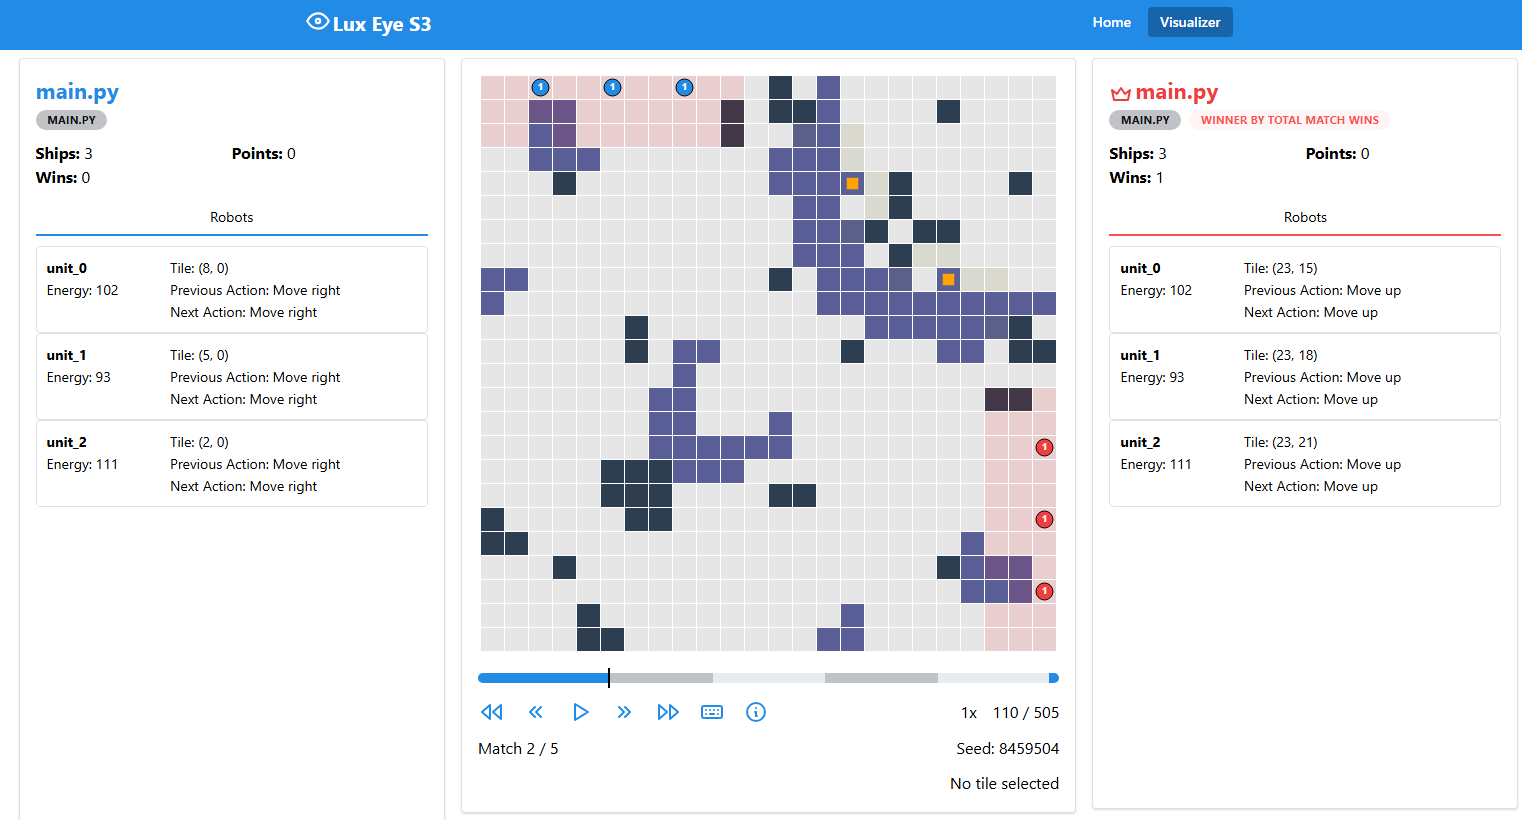 Lux Eye S3
Home
Visualizer
main.py
MAIN.PY
Ships: 3
Points: 0
Wins: 0
Robots
unit_0
Energy: 102
Tile: (8, 0)
Previous Action: Move right
Next Action: Move right
unit_1
Energy: 93
Tile: (5, 0)
Previous Action: Move right
Next Action: Move right
unit_2
Energy: 111
Tile: (2, 0)
Previous Action: Move right
Next Action: Move right
1
1
1
1
1
1
1x
110 / 505
Match 2 / 5
Seed: 8459504
No tile selected
main.py
MAIN.PY
WINNER BY TOTAL MATCH WINS
Ships: 3
Points: 0
Wins: 1
Robots
unit_0
Energy: 102
Tile: (23, 15)
Previous Action: Move up
Next Action: Move up
unit_1
Energy: 93
Tile: (23, 18)
Previous Action: Move up
Next Action: Move up
unit_2
Energy: 111
Tile: (23, 21)
Previous Action: Move up
Next Action: Move up